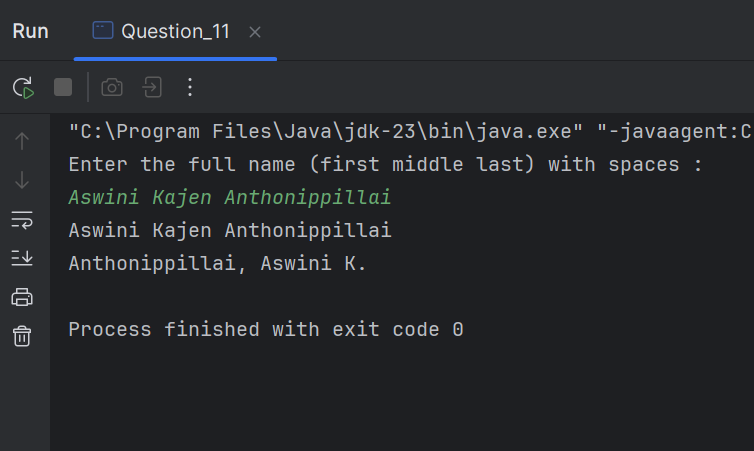 Run Question_11
"C:\Program Files\Java\jdk-23\bin\java.exe" "-javaagent:C
Enter the full name (first middle last) with spaces :
Aswini Kajen Anthonippillai
Aswini Kajen Anthonippillai
Anthonippillai, Aswini K.
Process finished with exit code 0